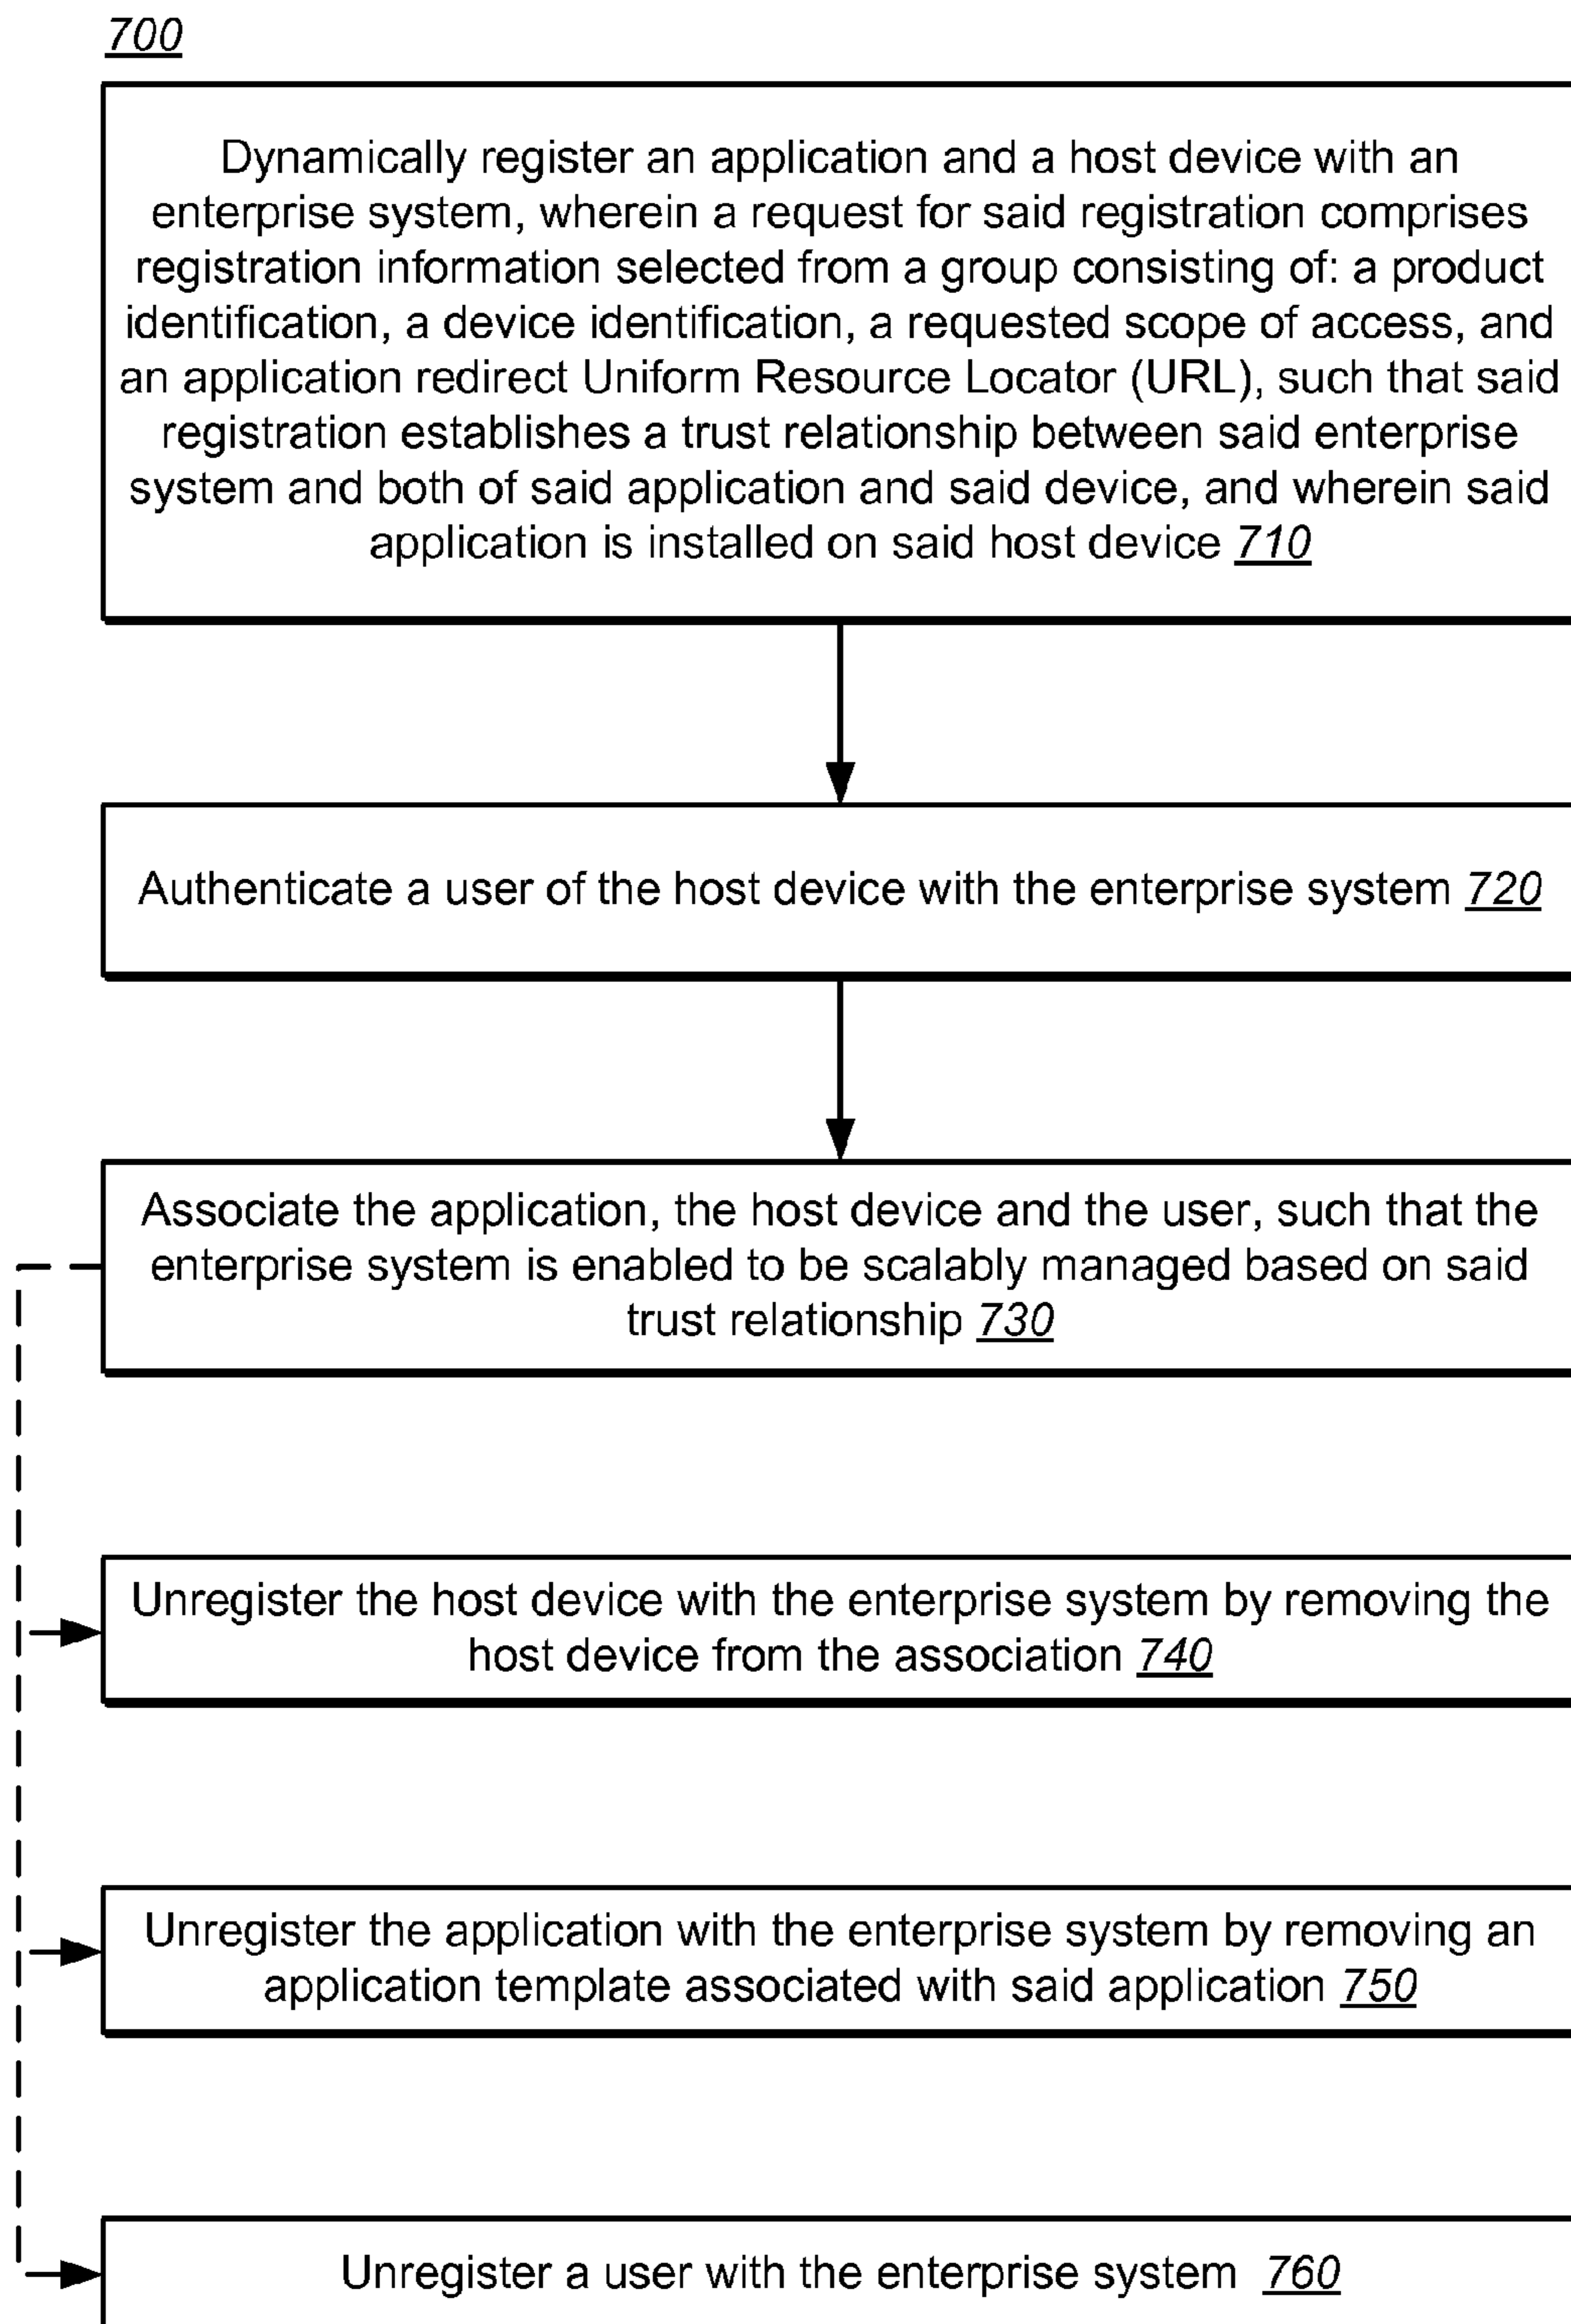 700
Dynamically register an application and a host device with an
enterprise system, wherein a request for said registration comprises
registration information selected from a group consisting of: a product
identification, a device identification, a requested scope of access, and
an application redirect Uniform Resource Locator (URL), such that said
registration establishes a trust relationship between said enterprise
system and both of said application and said device, and wherein said
application is installed on said host device 710
Authenticate a user of the host device with the enterprise system 720
Associate the application, the host device and the user, such that the
enterprise system is enabled to be scalably managed based on said
trust relationship 730
Unregister the host device with the enterprise system by removing the
host device from the association 740
Unregister the application with the enterprise system by removing an
application template associated with said application 750
Unregister a user with the enterprise system 760